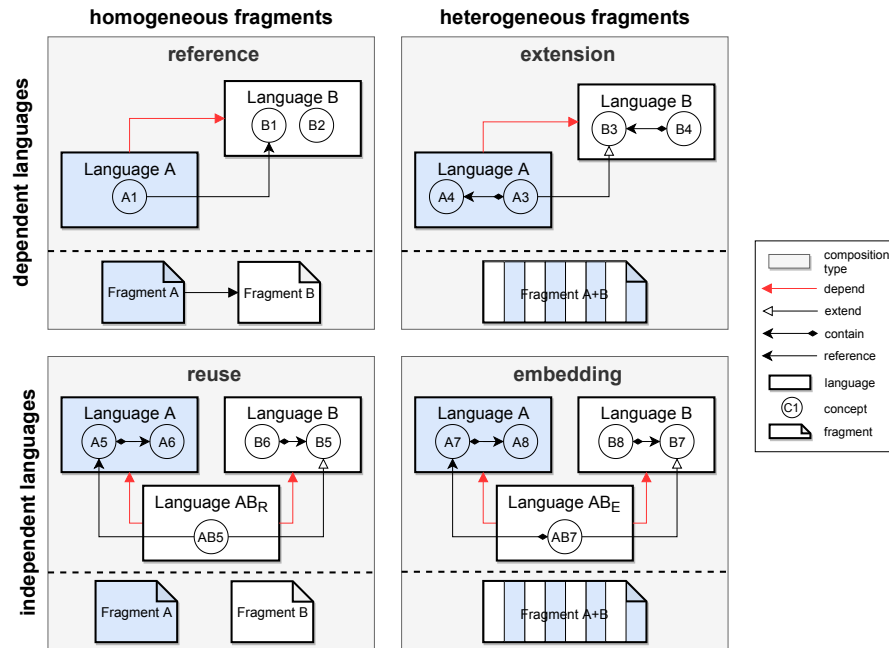 homogeneous fragments
heterogeneous fragments
dependent languages
reference
Language B
B1
B2
Language A
A1
Fragment A
Fragment B
extension
Language B
B3
B4
Language A
A4
A3
Fragment A+B
independent languages
reuse
Language A
A5
A6
Language B
B6
B5
Language ABR
AB5
Fragment A
Fragment B
embedding
Language A
A7
A8
Language B
B8
B7
Language ABE
AB7
Fragment A+B
composition
type
depend
extend
contain
reference
language
C1
concept
fragment